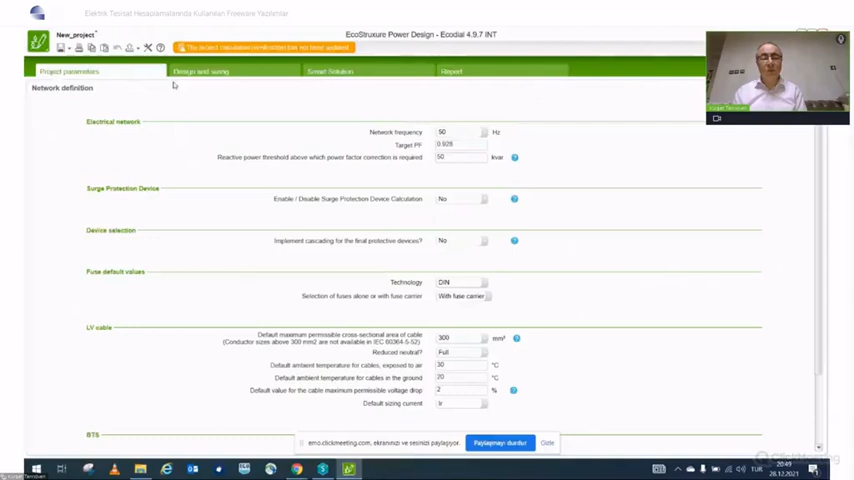 Elektrik Tesisat Hesaplamalarında Kullanılan Freeware Yazılımlar
New_project*
EcoStruxure Power Design - Ecodial 4.9.7 INT
Project parameters
Design and sizing
Smart Solution
Report
Network definition
Electrical network
Network frequency 50 Hz
Target PF 0.928
Reactive power threshold above which power factor correction is required 50 kvar
Surge Protection Device
Enable / Disable Surge Protection Device Calculation No
Device selection
Implement cascading for the final protective devices? No
Fuse default values
Technology DIN
Selection of fuses alone or with fuse carrier With fuse carrier
LV cable
Default maximum permissible cross-sectional area of cable 300 mm²
(Conductor sizes above 300 mm2 are not available in IEC 60364-5-52)
Reduced neutral? Full
Default ambient temperature for cables, exposed to air 30 °C
Default ambient temperature for cables in the ground 20 °C
Default value for the cable maximum permissible voltage drop 2 %
Default sizing current Ir
BTS
emo.clickmeeting.com, ekranınızı ve sesinizi paylaşıyor.
Paylaşmayı durdur
Gizle
ClickMeeting
TUR
20:49
28.12.2021